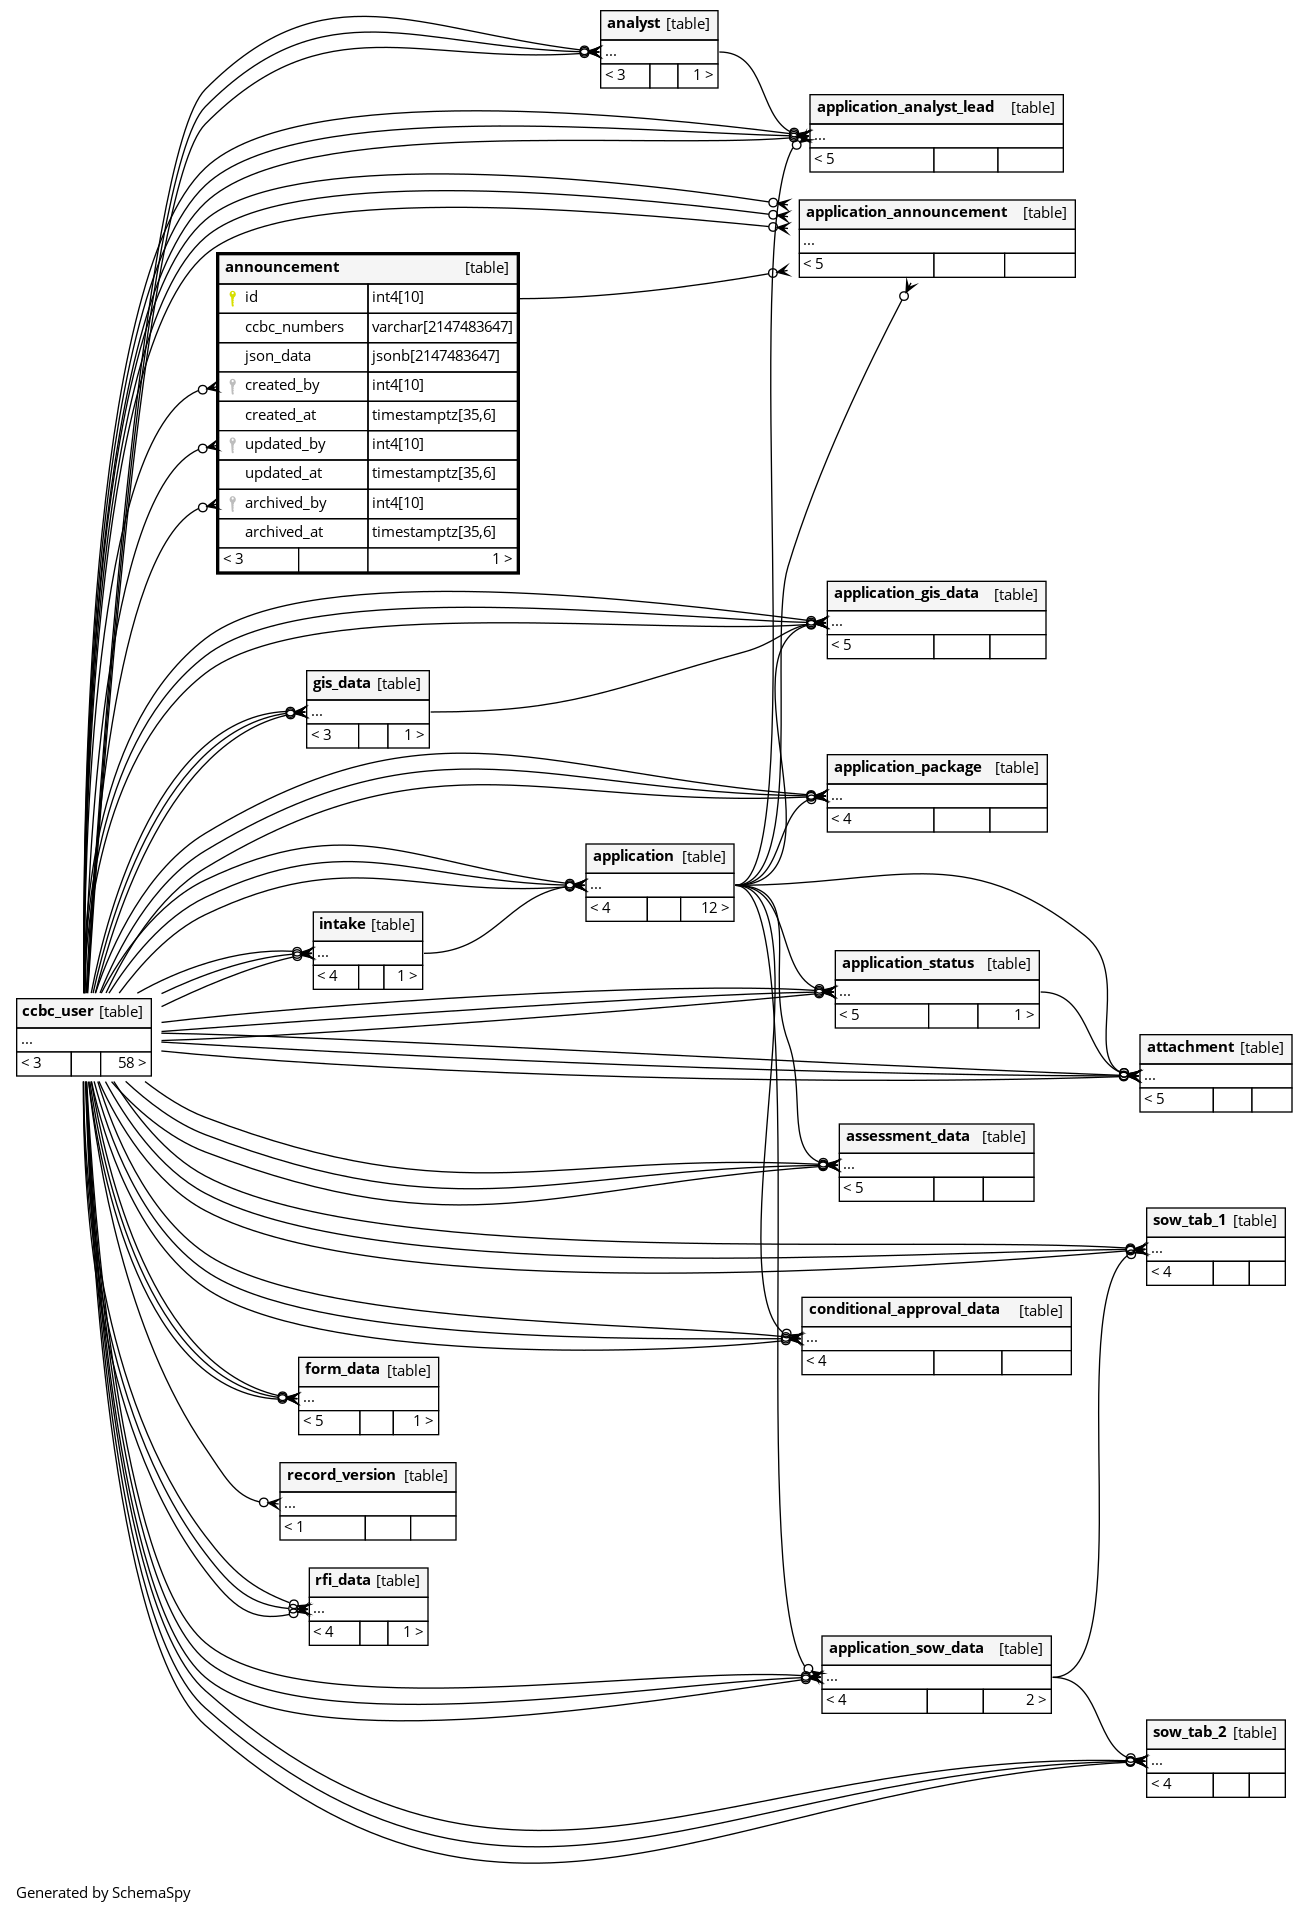 analyst [table]
...
< 3 1 >
application_analyst_lead [table]
...
< 5
application_announcement [table]
...
< 5
announcement [table]
id int4[10]
ccbc_numbers varchar[2147483647]
json_data jsonb[2147483647]
created_by int4[10]
created_at timestamptz[35,6]
updated_by int4[10]
updated_at timestamptz[35,6]
archived_by int4[10]
archived_at timestamptz[35,6]
< 3 1 >
application_gis_data [table]
...
< 5
gis_data [table]
...
< 3 1 >
application_package [table]
...
< 4
application [table]
...
< 4 12 >
intake [table]
...
< 4 1 >
application_status [table]
...
< 5 1 >
ccbc_user [table]
...
< 3 58 >
attachment [table]
...
< 5
assessment_data [table]
...
< 5
sow_tab_1 [table]
...
< 4
conditional_approval_data [table]
...
< 4
form_data [table]
...
< 5 1 >
record_version [table]
...
< 1
rfi_data [table]
...
< 4 1 >
application_sow_data [table]
...
< 4 2 >
sow_tab_2 [table]
...
< 4
Generated by SchemaSpy